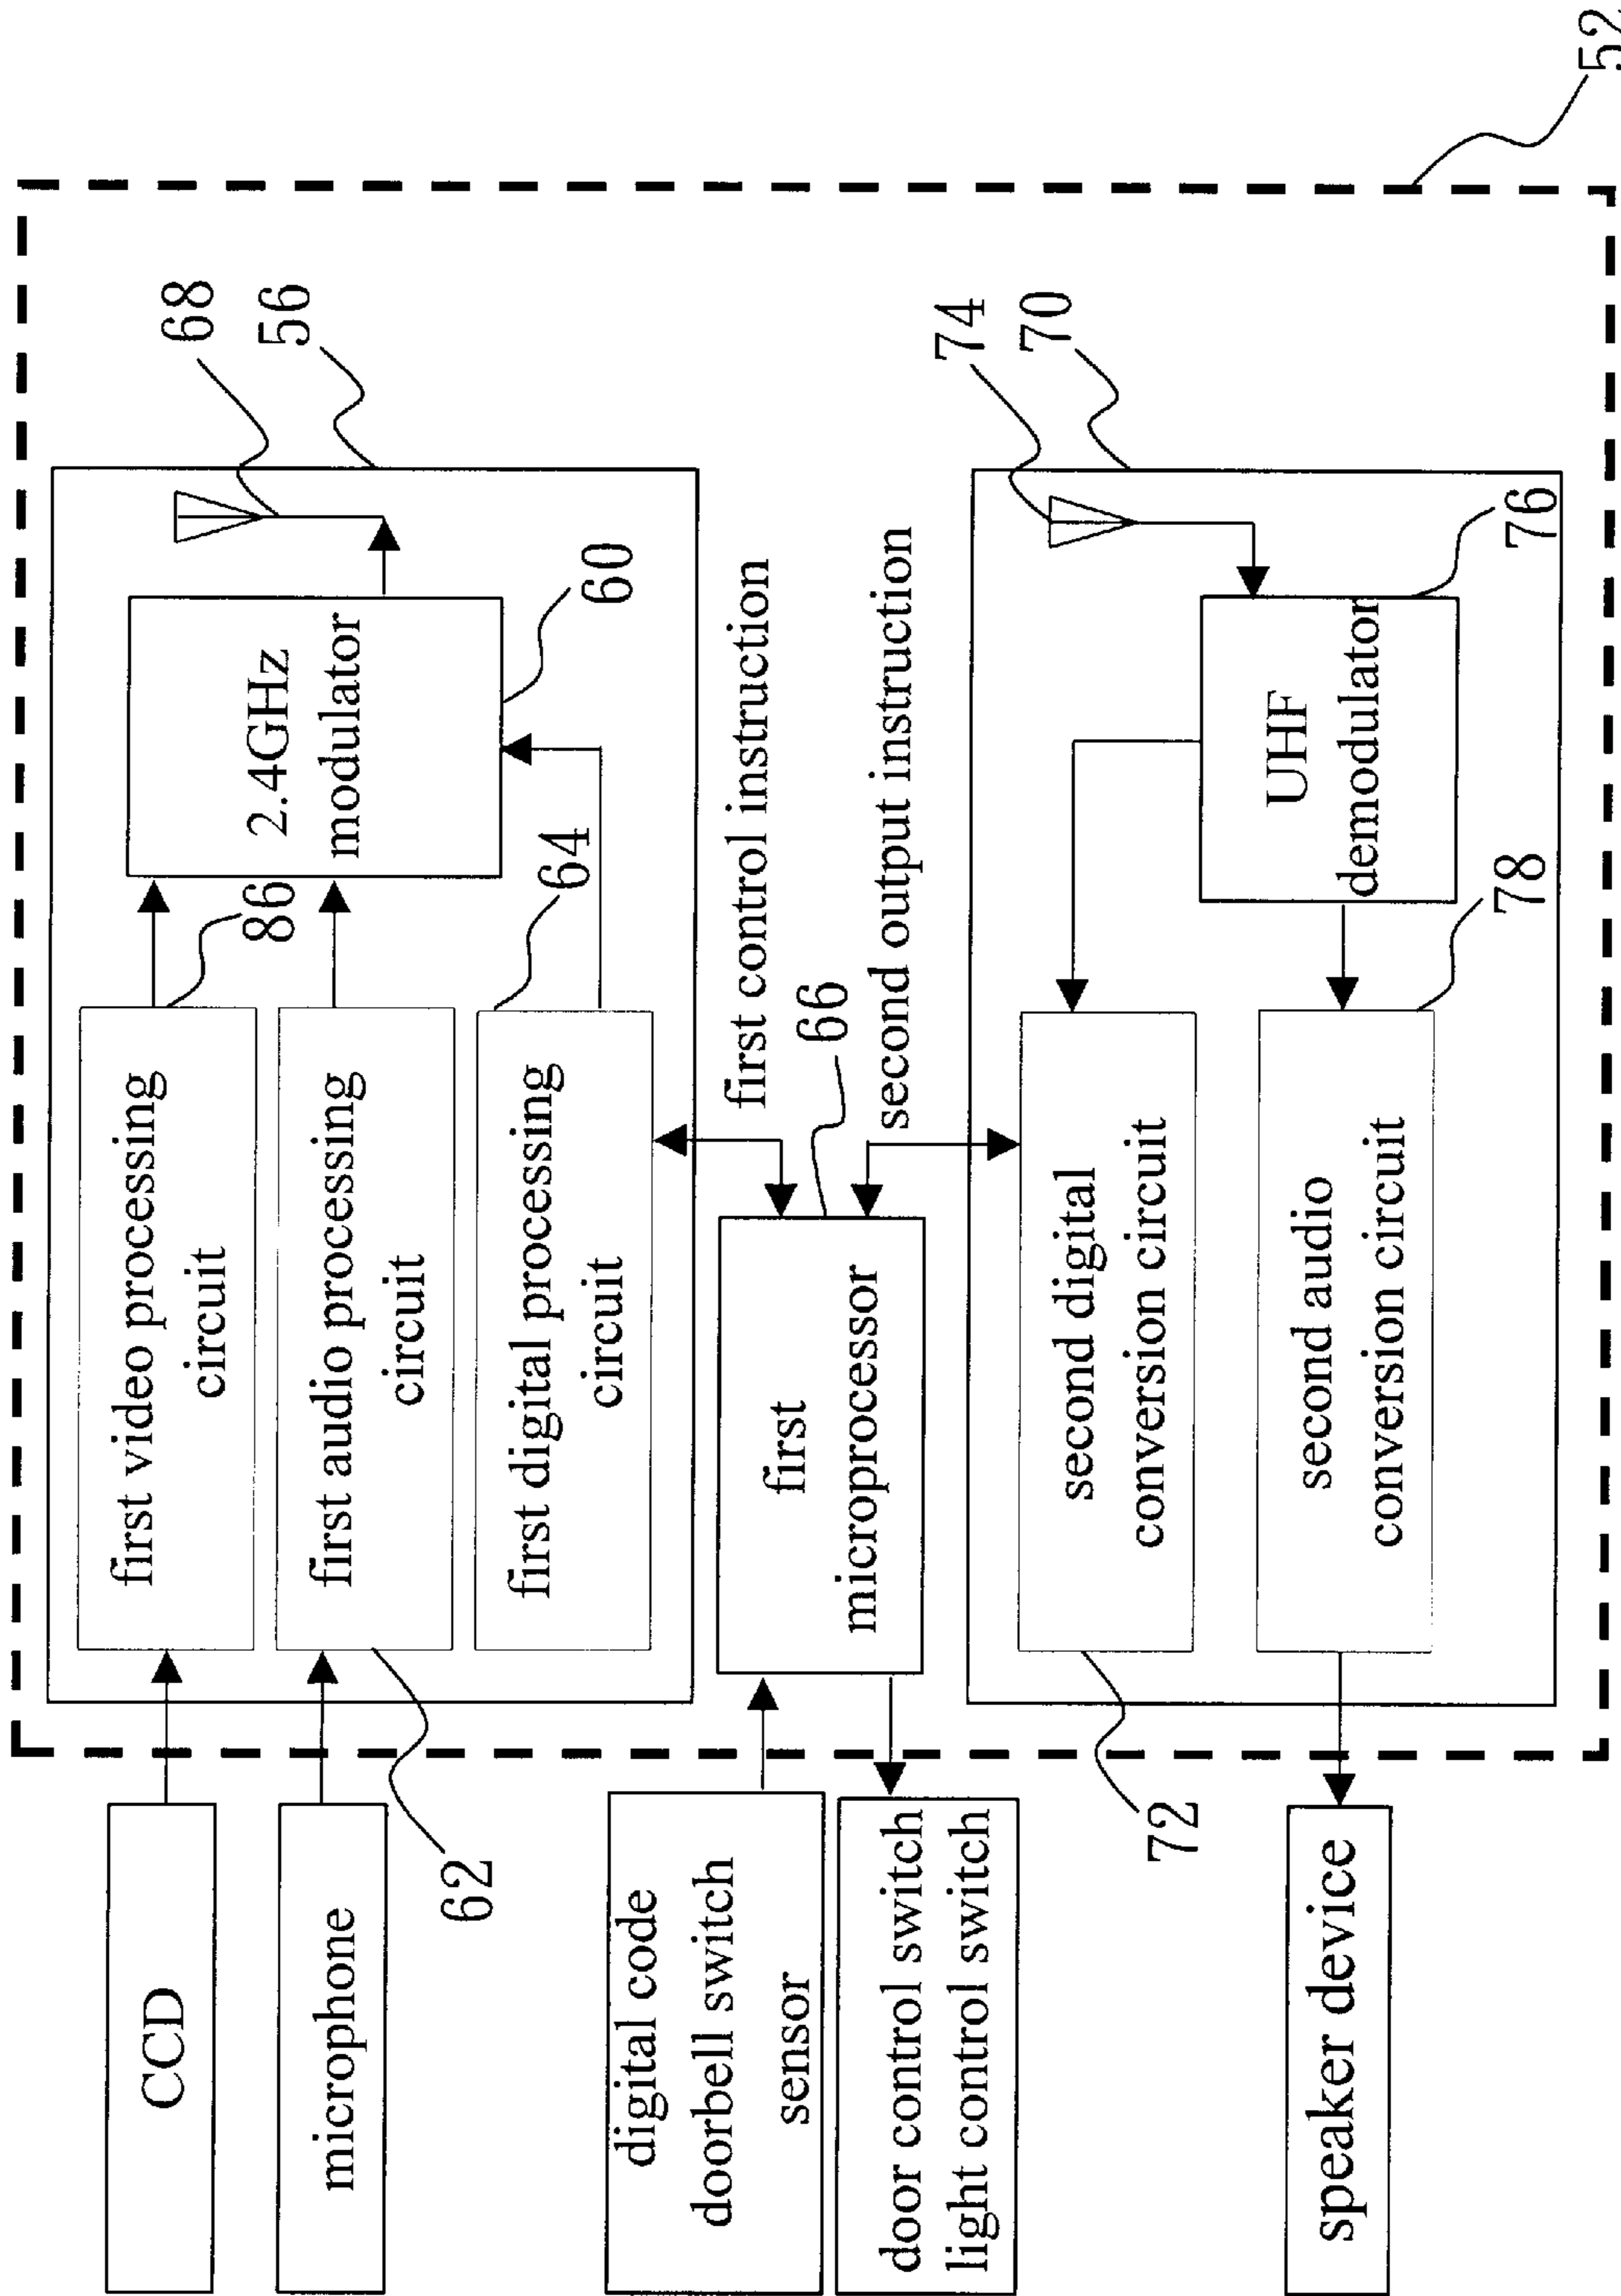 CCD
microphone
digital code
doorbell switch
sensor
door control switch
light control switch
speaker device
first video processing
circuit
first audio processing
circuit
first digital processing
circuit
2.4GHz
modulator
first
microprocessor
first control instruction
second output instruction
second digital
conversion circuit
second audio
conversion circuit
UHF
demodulator
86
62
64
60
68
56
66
72
74
70
76
78
52